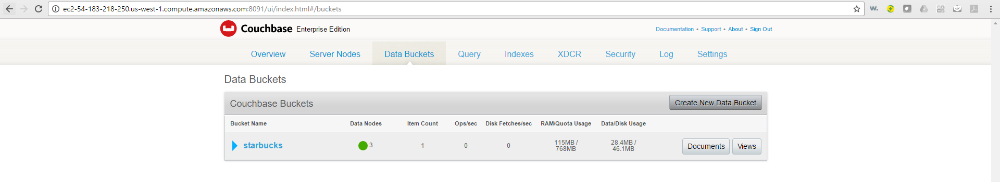 ec2-54-183-218-250.us-west-1.compute.amazonaws.com:8091/ui/index.html#/buckets
w.
Couchbase Enterprise Edition
Documentation • Support • About • Sign Out
Overview Server Nodes Data Buckets Query Indexes XDCR Security Log Settings
Data Buckets
Couchbase Buckets Create New Data Bucket
Bucket Name Data Nodes Item Count Ops/sec Disk Fetches/sec RAM/Quota Usage Data/Disk Usage
starbucks 3 1 0 0 115MB / 768MB 28.4MB / 46.1MB Documents Views